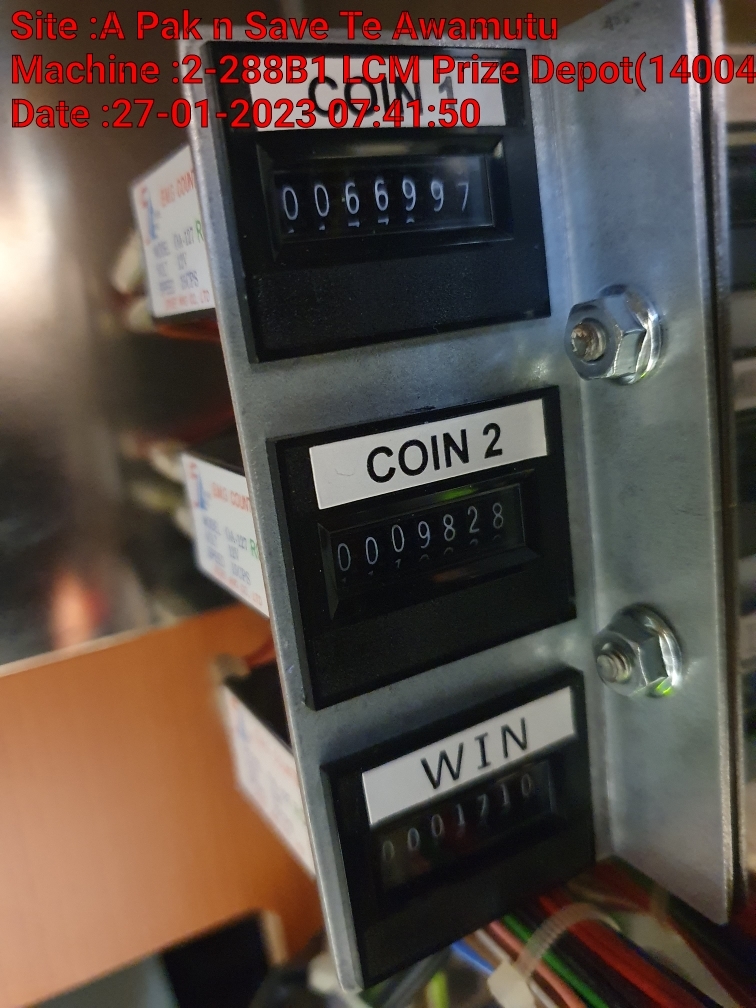 Site :A Pak n Save Te Awamutu
Machine :2-288B1 LCM Prize Depot(14004
Date :27-01-2023 07:41:50
COIN 1
0066997
COIN 2
0009828
WIN
0001710